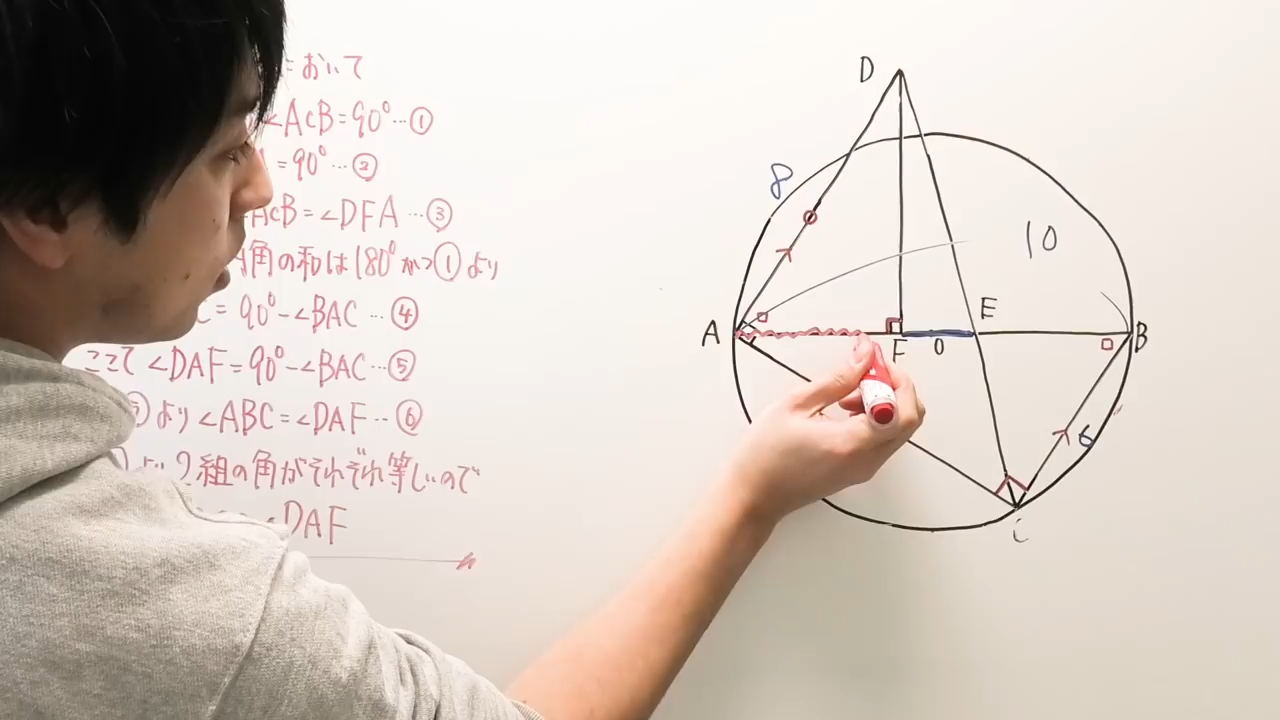 おいて
∠ACB=90°…①
=90°…②
ACB=∠DFA…③
角の和は180°かつ①より
=90°-∠BAC…④
ここで∠DAF=90°-∠BAC…⑤
より∠ABC=∠DAF…⑥
より2組の角がそれぞれ等しいので
DAF
D
8
10
A
E
F
O
B
6
C